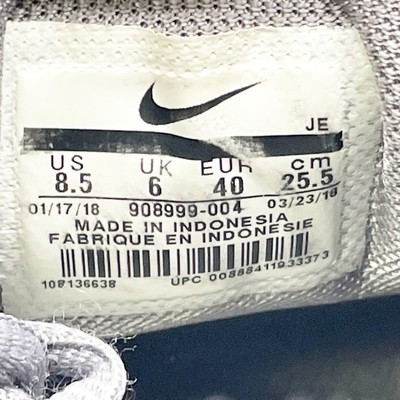 JE
US UK EUR cm
8.5 6 40 25.5
01/17/18 908999-004 03/23/18
MADE IN INDONESIA
FABRIQUE EN INDONESIE
108136638 UPC 00888411933373